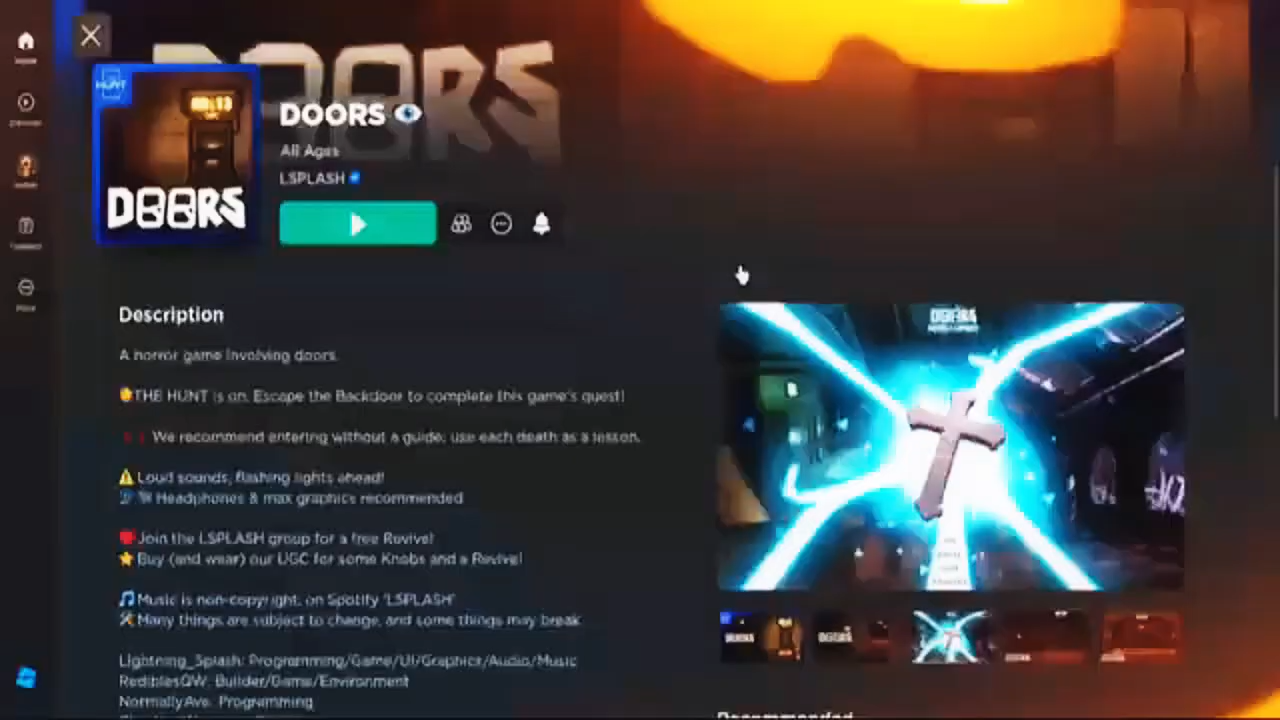 DOORS
HUNT
DOORS
DOORS
All Ages
LSPLASH
Description
A horror game involving doors.
THE HUNT is on. Escape the Backdoor to complete this game's quest!
We recommend entering without a guide; use each death as a lesson.
Loud sounds, flashing lights ahead!
Headphones & max graphics recommended
Join the LSPLASH group for a free Revive!
Buy (and wear) our UGC for some Knobs and a Revive!
Music is non-copyright, on Spotify 'LSPLASH'
Many things are subject to change, and some things may break
Lightning_Splash: Programming/Game/UI/Graphics/Audio/Music
RediblesQW: Builder/Game/Environment
NormallyAve: Programming
DOORS
Recommended